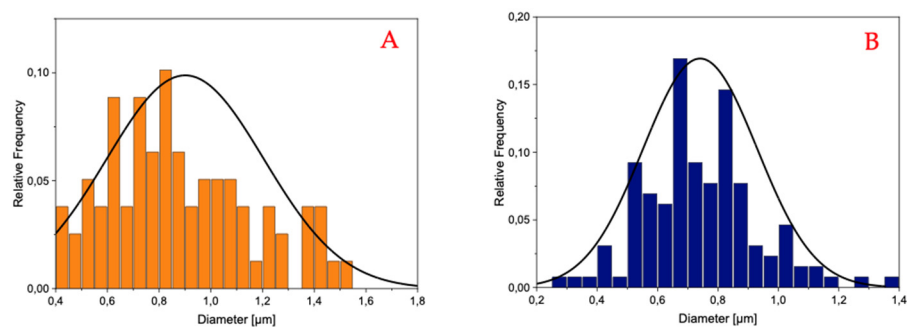 A
0,10
0,05
0,00
0,4 0,6 0,8 1,0 1,2 1,4 1,6 1,8
Relative Frequency
Diameter [µm]
B
0,20
0,15
0,10
0,05
0,00
0,2 0,4 0,6 0,8 1,0 1,2 1,4
Relative Frequency
Diameter [µm]